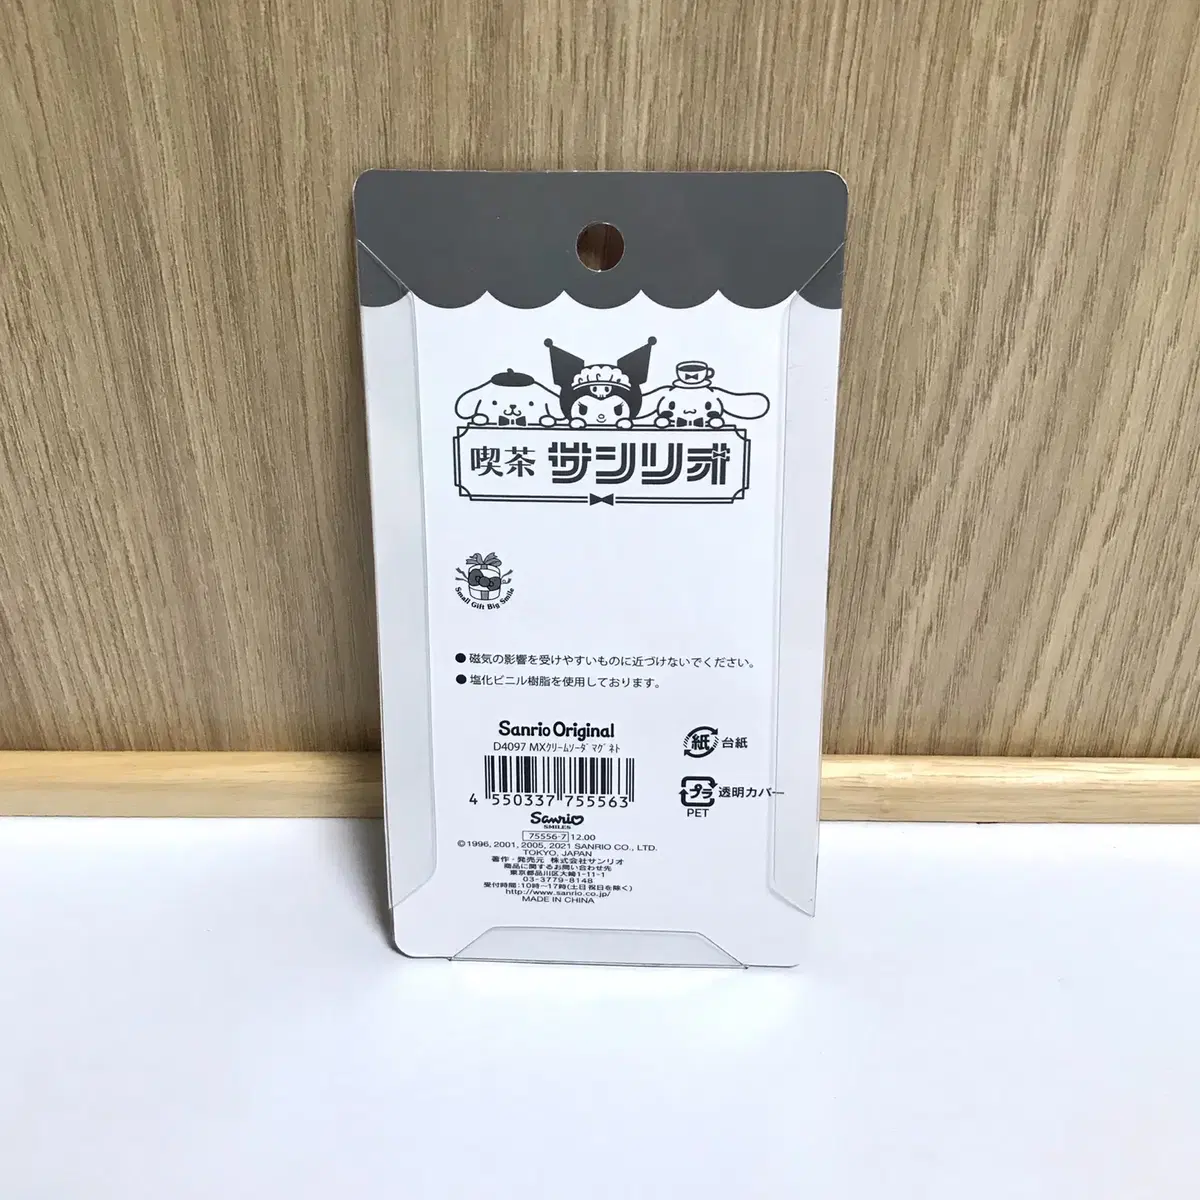 喫茶 サンリオ
Small Gift Big Smile
●磁気の影響を受けやすいものに近づけないでください。
●塩化ビニル樹脂を使用しております。
Sanrio Original
D4097 MXｸﾘｰﾑｿｰﾀﾞﾏｸﾞﾈﾄ
4 550337 755563
Sanrio
SMILES
75556-7 12.00
©1996, 2001, 2005, 2021 SANRIO CO., LTD.
TOKYO, JAPAN
著作・発売元 株式会社サンリオ
商品に関するお問い合わせ先
東京都品川区大崎1-11-1
03-3779-8148
受付時間:10時ー17時(土日祝日を除く)
http://www.sanrio.co.jp/
MADE IN CHINA
紙 台紙
プラ 透明カバー
PET